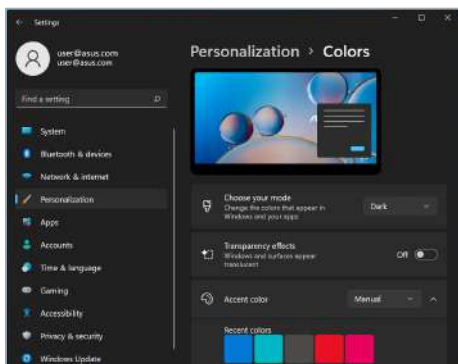 Settings
user@asus.com
user@asus.com
Find a setting
System
Bluetooth & devices
Network & internet
Personalization
Apps
Accounts
Time & language
Gaming
Accessibility
Privacy & security
Windows Update
Personalization > Colors
Choose your mode
Change the colors that appear in
Windows and your apps
Dark
Transparency effects
Windows and surfaces appear
translucent
Off
Accent color
Manual
Recent colors